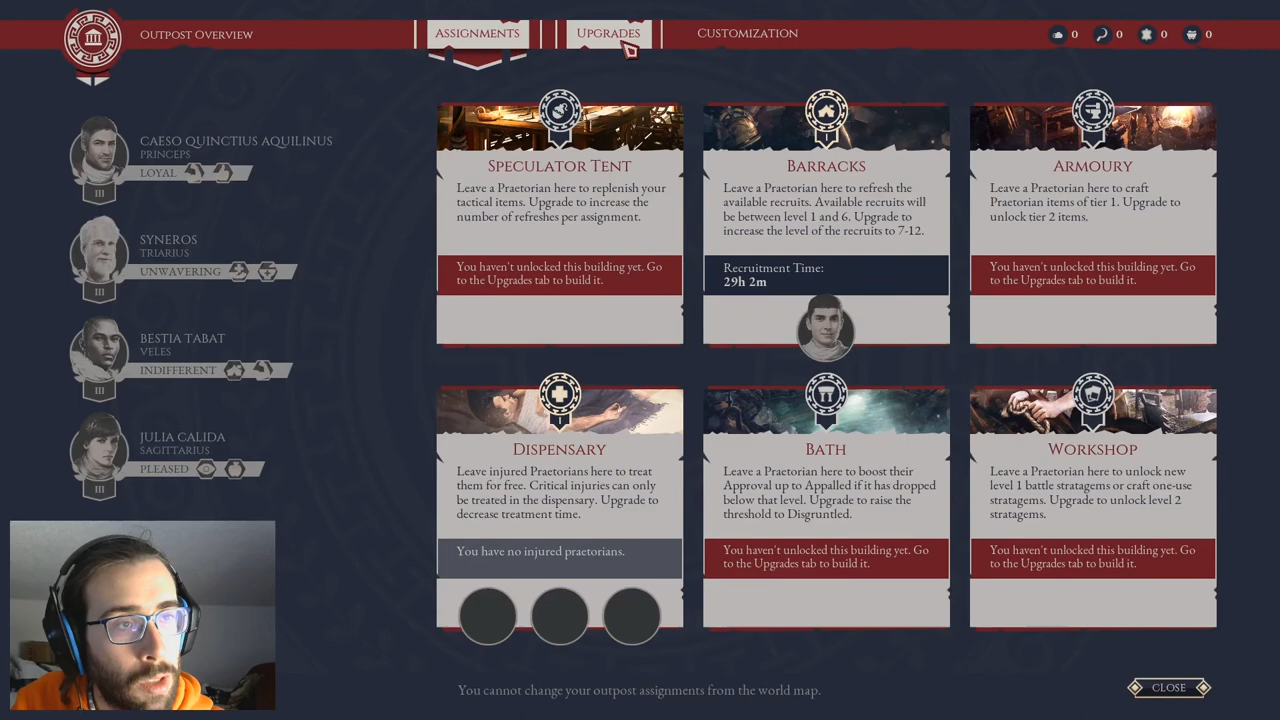 OUTPOST OVERVIEW
ASSIGNMENTS
UPGRADES
CUSTOMIZATION
0
0
0
0
CAESO QUINCTIUS AQUILINUS
PRINCEPS
LOYAL
III
SYNEROS
TRIARIUS
UNWAVERING
III
BESTIA TABAT
VELES
INDIFFERENT
III
JULIA CALIDA
SAGITTARIUS
PLEASED
III
SPECULATOR TENT
Leave a Praetorian here to replenish your
tactical items. Upgrade to increase the
number of refreshes per assignment.
You haven't unlocked this building yet. Go
to the Upgrades tab to build it.
I
BARRACKS
Leave a Praetorian here to refresh the
available recruits. Available recruits will
be between level 1 and 6. Upgrade to
increase the level of the recruits to 7-12.
Recruitment Time:
29h 2m
ARMOURY
Leave a Praetorian here to craft
Praetorian items of tier 1. Upgrade to
unlock tier 2 items.
You haven't unlocked this building yet. Go
to the Upgrades tab to build it.
I
DISPENSARY
Leave injured Praetorians here to treat
them for free. Critical injuries can only
be treated in the dispensary. Upgrade to
decrease treatment time.
You have no injured praetorians.
BATH
Leave a Praetorian here to boost their
Approval up to Appalled if it has dropped
below that level. Upgrade to raise the
threshold to Disgruntled.
You haven't unlocked this building yet. Go
to the Upgrades tab to build it.
WORKSHOP
Leave a Praetorian here to unlock new
level 1 battle stratagems or craft one-use
stratagems. Upgrade to unlock level 2
stratagems.
You haven't unlocked this building yet. Go
to the Upgrades tab to build it.
You cannot change your outpost assignments from the world map.
CLOSE